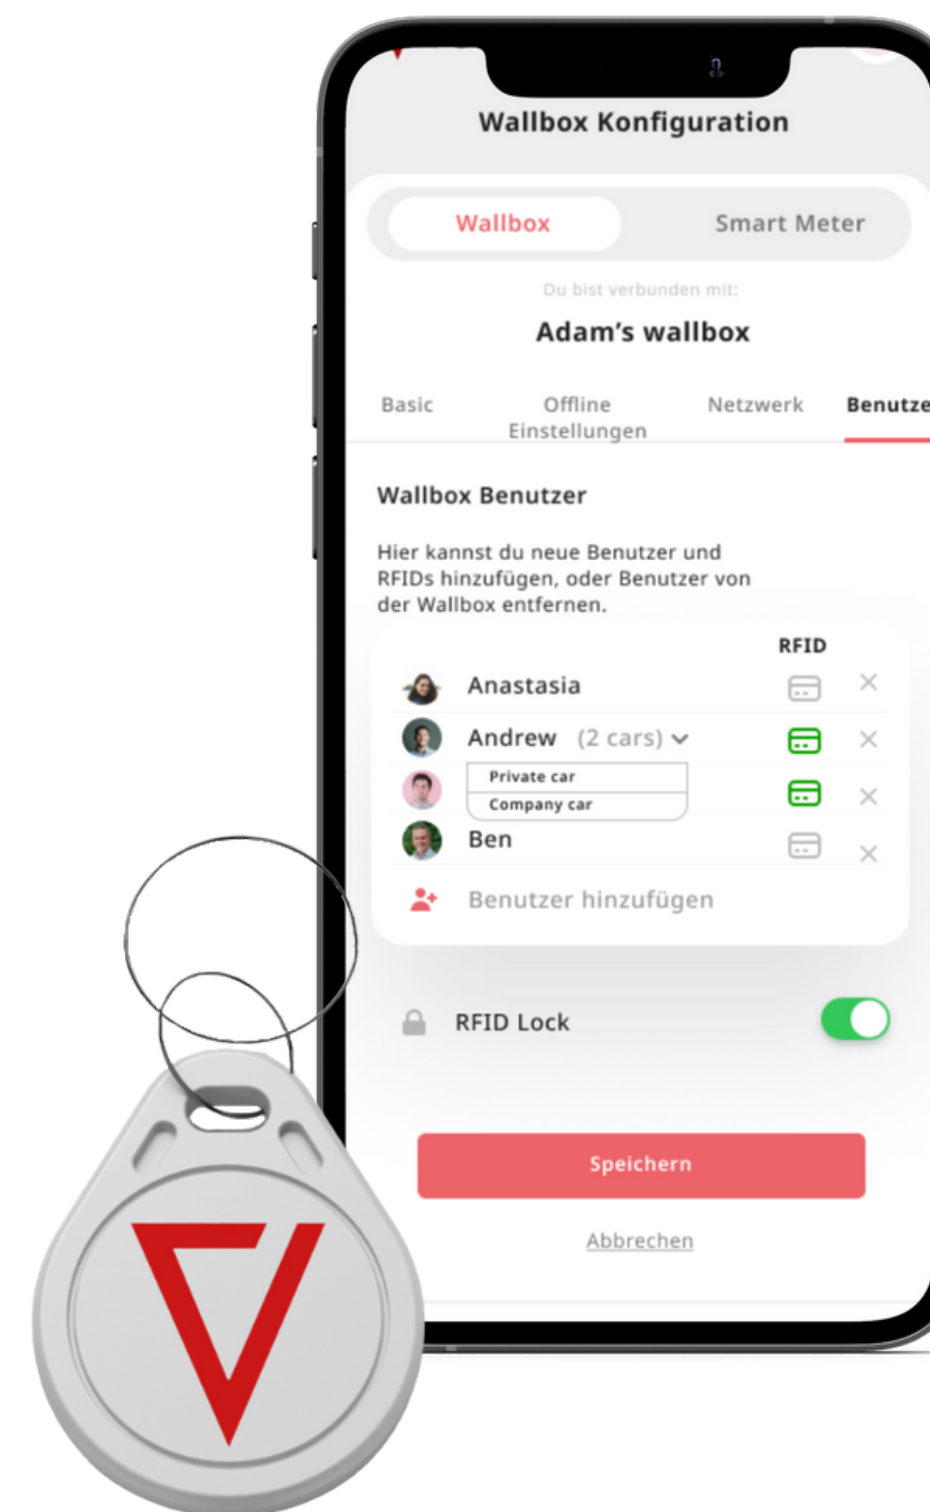 Wallbox Konfiguration
Wallbox
Smart Meter
Du bist verbunden mit:
Adam's wallbox
Basic
Offline
Einstellungen
Netzwerk
Benutze
Wallbox Benutzer
Hier kannst du neue Benutzer und
RFIDs hinzufügen, oder Benutzer von
der Wallbox entfernen.
RFID
Anastasia
Andrew (2 cars)
Private car
Company car
Ben
Benutzer hinzufügen
RFID Lock
Speichern
Abbrechen